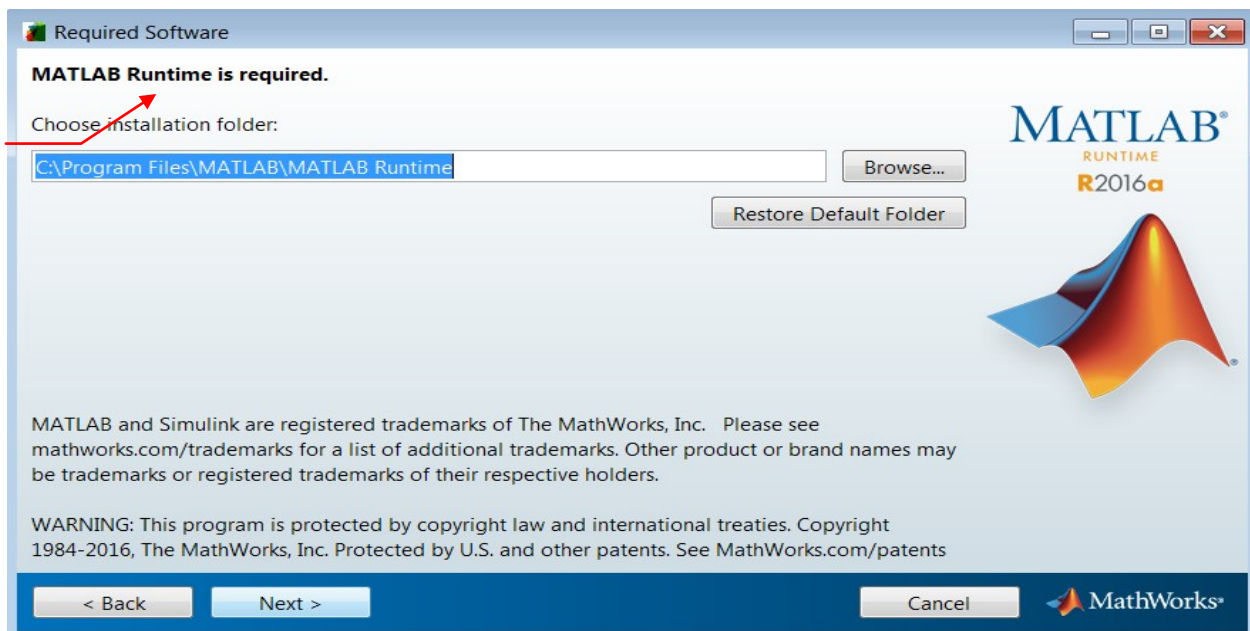 Required Software
MATLAB Runtime is required.
Choose installation folder:
C:\Program Files\MATLAB\MATLAB Runtime
Browse...
Restore Default Folder
MATLAB®
RUNTIME
R2016a
®
MATLAB and Simulink are registered trademarks of The MathWorks, Inc.   Please see
mathworks.com/trademarks for a list of additional trademarks. Other product or brand names may
be trademarks or registered trademarks of their respective holders.
WARNING: This program is protected by copyright law and international treaties. Copyright
1984-2016, The MathWorks, Inc. Protected by U.S. and other patents. See MathWorks.com/patents
< Back
Next >
Cancel
MathWorks®